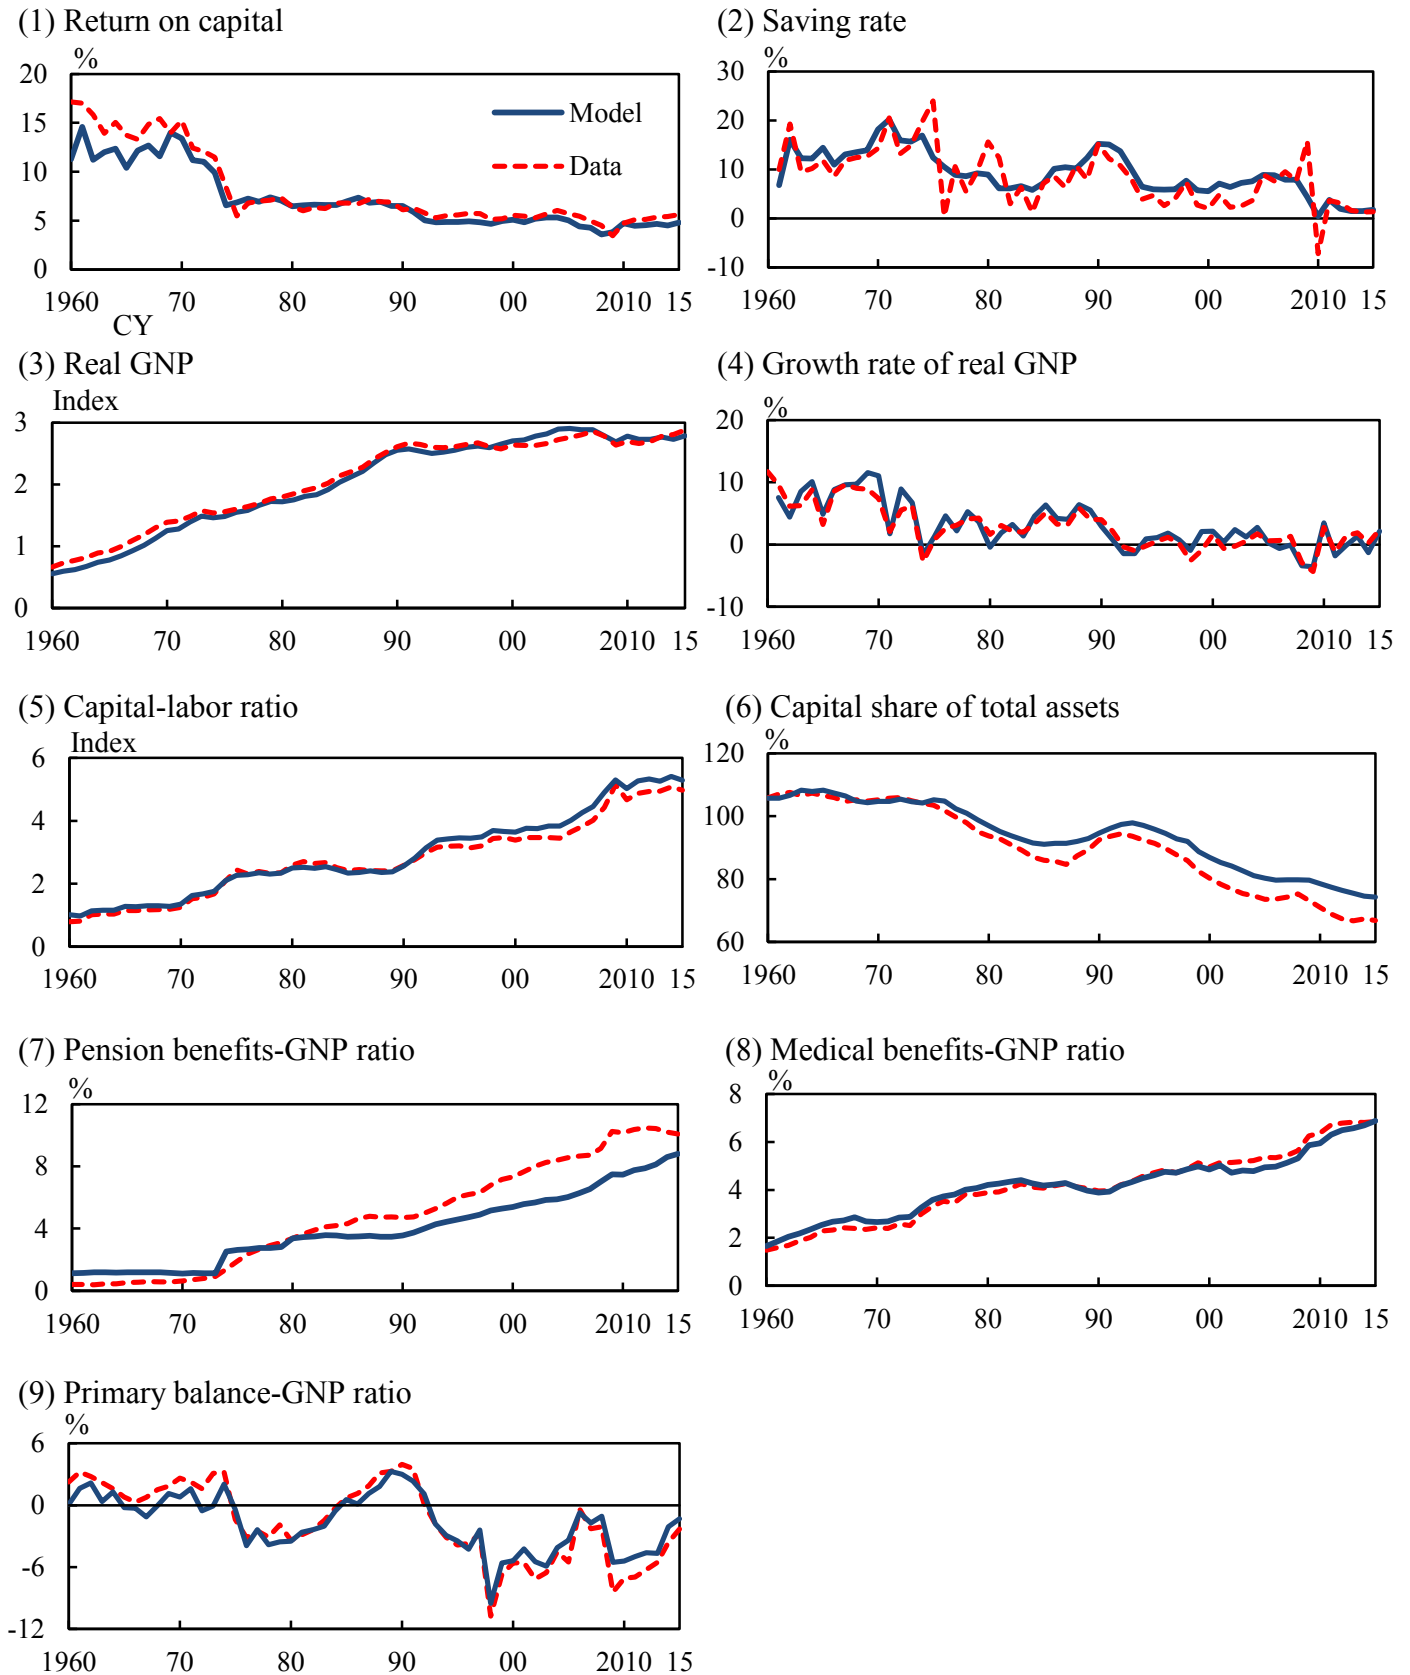 (1) Return on capital
%
20
15
10
5
0
Model
Data
1960 70 80 90 00 2010 15
CY
(2) Saving rate
%
30
20
10
0
-10
1960 70 80 90 00 2010 15
(3) Real GNP
Index
3
2
1
0
1960 70 80 90 00 2010 15
(4) Growth rate of real GNP
%
20
10
0
-10
1960 70 80 90 00 2010 15
(5) Capital-labor ratio
Index
6
4
2
0
1960 70 80 90 00 2010 15
(6) Capital share of total assets
%
120
100
80
60
1960 70 80 90 00 2010 15
(7) Pension benefits-GNP ratio
%
12
8
4
0
1960 70 80 90 00 2010 15
(8) Medical benefits-GNP ratio
%
8
6
4
2
0
1960 70 80 90 00 2010 15
(9) Primary balance-GNP ratio
%
6
0
-6
-12
1960 70 80 90 00 2010 15